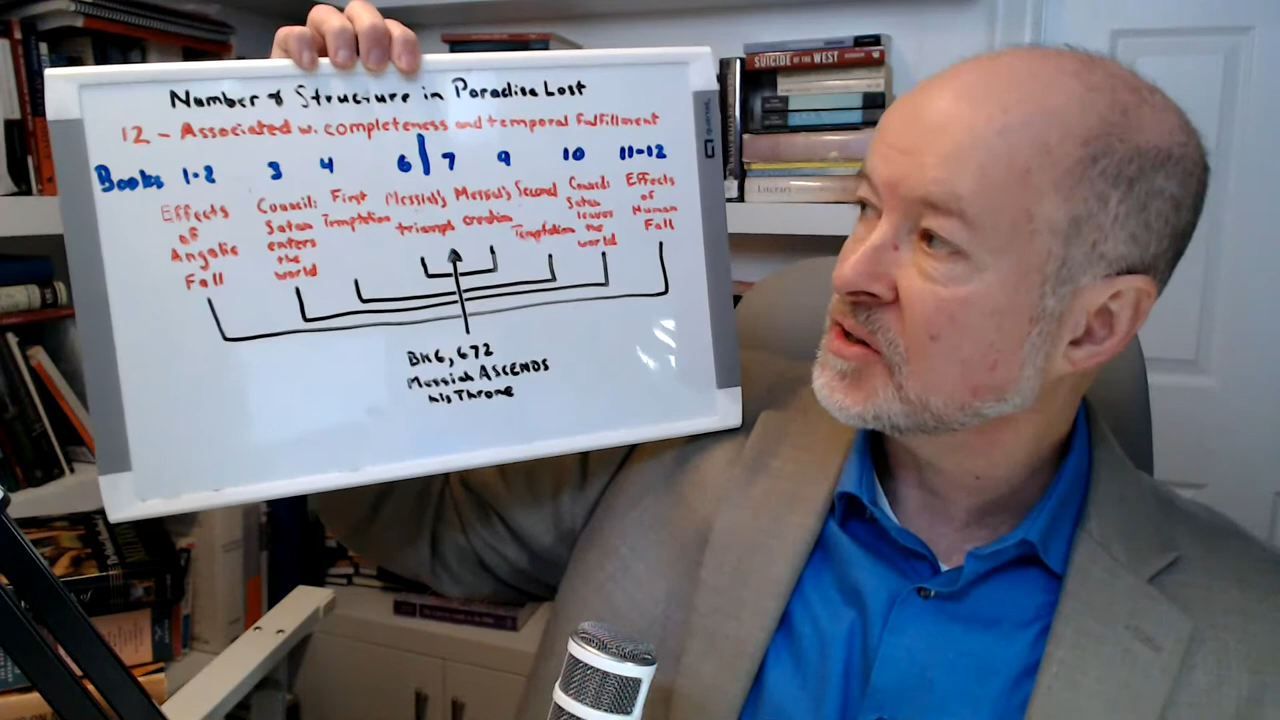 Number & Structure in Paradise Lost
12 - Associated w. completeness and temporal fulfillment
Books 1-2 3 4 6 | 7 9 10 11-12
Effects of Angelic Fall
Council: Satan enters the world
First Temptation
Messiah's triumph
Messiah's creation
Second Temptation
Council: Satan leaves the world
Effects of Human Fall
BK6, 672
Messiah ASCENDS
his Throne
quartet
SUICIDE OF THE WEST
Literary